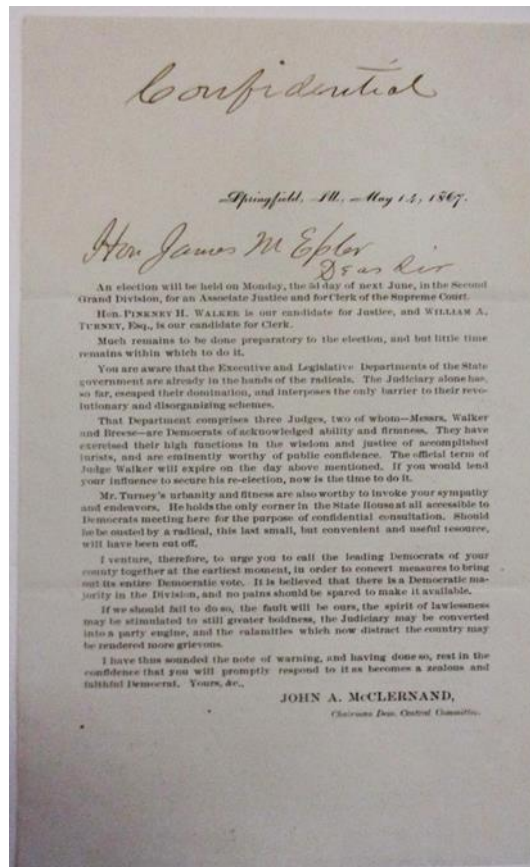 Confidential
Springfield, Ill., May 14, 1867.
Hon James M Epler
Dear Sir
An election will be held on Monday, the 3d day of next June, in the Second
Grand Division, for an Associate Justice and for Clerk of the Supreme Court.
Hon. PINKNEY H. WALKER is our candidate for Justice, and WILLIAM A.
TURNEY, Esq., is our candidate for Clerk.
Much remains to be done preparatory to the election, and but little time
remains within which to do it.
You are aware that the Executive and Legislative Departments of the State
government are already in the hands of the radicals. The Judiciary alone has,
so far, escaped their domination, and interposes the only barrier to their revo-
lutionary and disorganizing schemes.
That Department comprises three Judges, two of whom—Messrs. Walker
and Breese—are Democrats of acknowledged ability and firmness. They have
exercised their high functions in the wisdom and justice of accomplished
jurists, and are eminently worthy of public confidence. The official term of
Judge Walker will expire on the day above mentioned. If you would lend
your influence to secure his re-election, now is the time to do it.
Mr. Turney's urbanity and fitness are also worthy to invoke your sympathy
and endeavors. He holds the only corner in the State House at all accessible to
Democrats meeting here for the purpose of confidential consultation. Should
he be ousted by a radical, this last small, but convenient and useful resource,
will have been cut off.
I venture, therefore, to urge you to call the leading Democrats of your
county together at the earliest moment, in order to concert measures to bring
out its entire Democratic vote. It is believed that there is a Democratic ma-
jority in the Division, and no pains should be spared to make it available.
If we should fail to do so, the fault will be ours, the spirit of lawlessness
may be stimulated to still greater boldness, the Judiciary may be converted
into a party engine, and the calamities which now distract the country may
be rendered more grievous.
I have thus sounded the note of warning, and having done so, rest in the
confidence that you will promptly respond to it as becomes a zealous and
faithful Democrat. Yours, &c.,
JOHN A. McCLERNAND,
Chairman Dem. Central Committee.